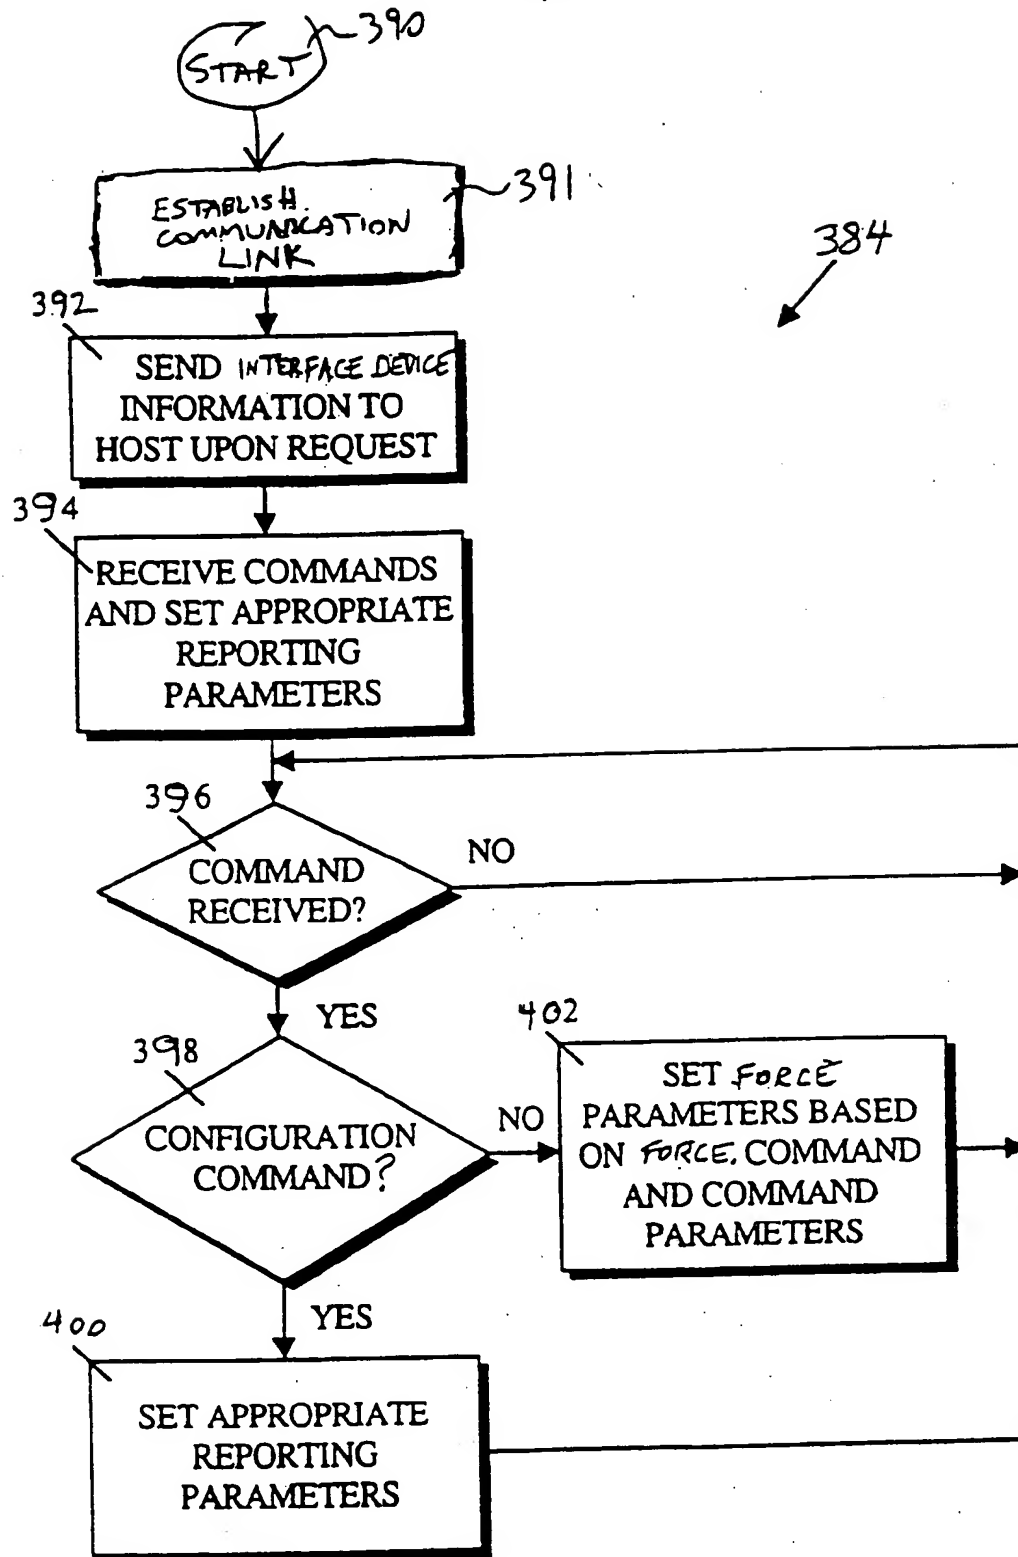 390
START
391
ESTABLISH.
COMMUNICATION
LINK
384
392
SEND INTERFACE DEVICE
INFORMATION TO
HOST UPON REQUEST
394
RECEIVE COMMANDS
AND SET APPROPRIATE
REPORTING
PARAMETERS
396
COMMAND
RECEIVED?
NO
YES
398
CONFIGURATION
COMMAND?
NO
402
SET FORCE
PARAMETERS BASED
ON FORCE. COMMAND
AND COMMAND
PARAMETERS
YES
400
SET APPROPRIATE
REPORTING
PARAMETERS